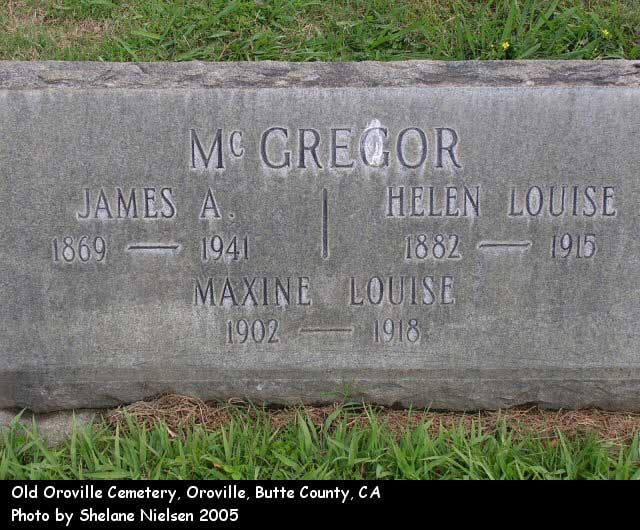 McGREGOR
JAMES A. HELEN LOUISE
1869 — 1941 1882 — 1915
MAXINE LOUISE
1902 — 1918
Old Oroville Cemetery, Oroville, Butte County, CA
Photo by Shelane Nielsen 2005